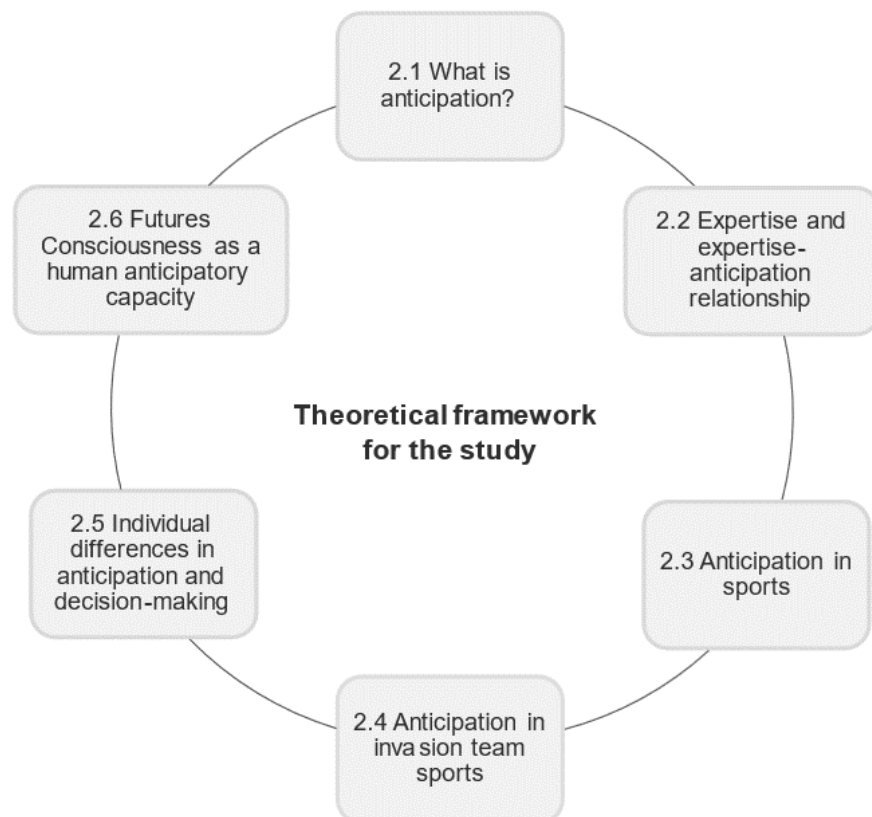 2.1 What is
anticipation?
2.2 Expertise and
expertise-
anticipation
relationship
2.3 Anticipation in
sports
2.4 Anticipation in
invasion team
sports
2.5 Individual
differences in
anticipation and
decision-making
2.6 Futures
Consciousness as a
human anticipatory
capacity
Theoretical framework
for the study